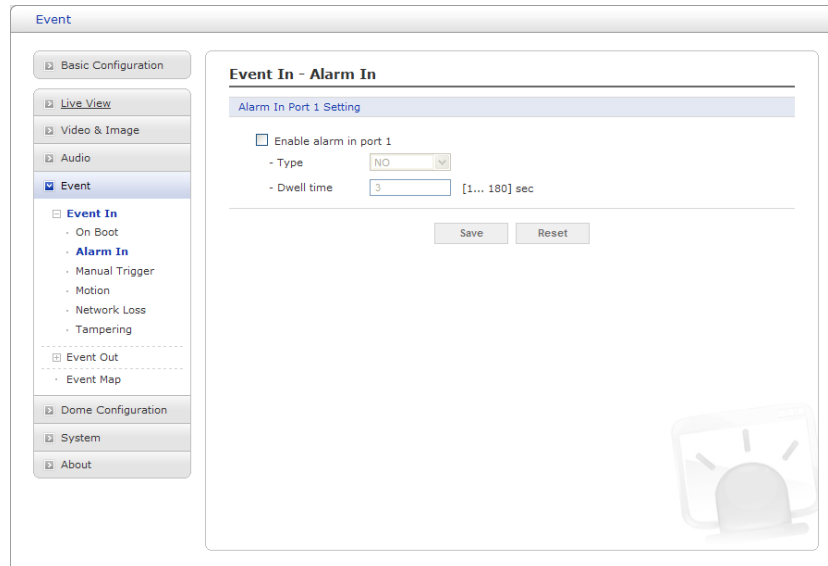 Event
Basic Configuration
Live View
Video & Image
Audio
Event
Event In
On Boot
Alarm In
Manual Trigger
Motion
Network Loss
Tampering
Event Out
Event Map
Dome Configuration
System
About
Event In - Alarm In
Alarm In Port 1 Setting
Enable alarm in port 1
- Type NO
- Dwell time 3 [1... 180] sec
Save Reset